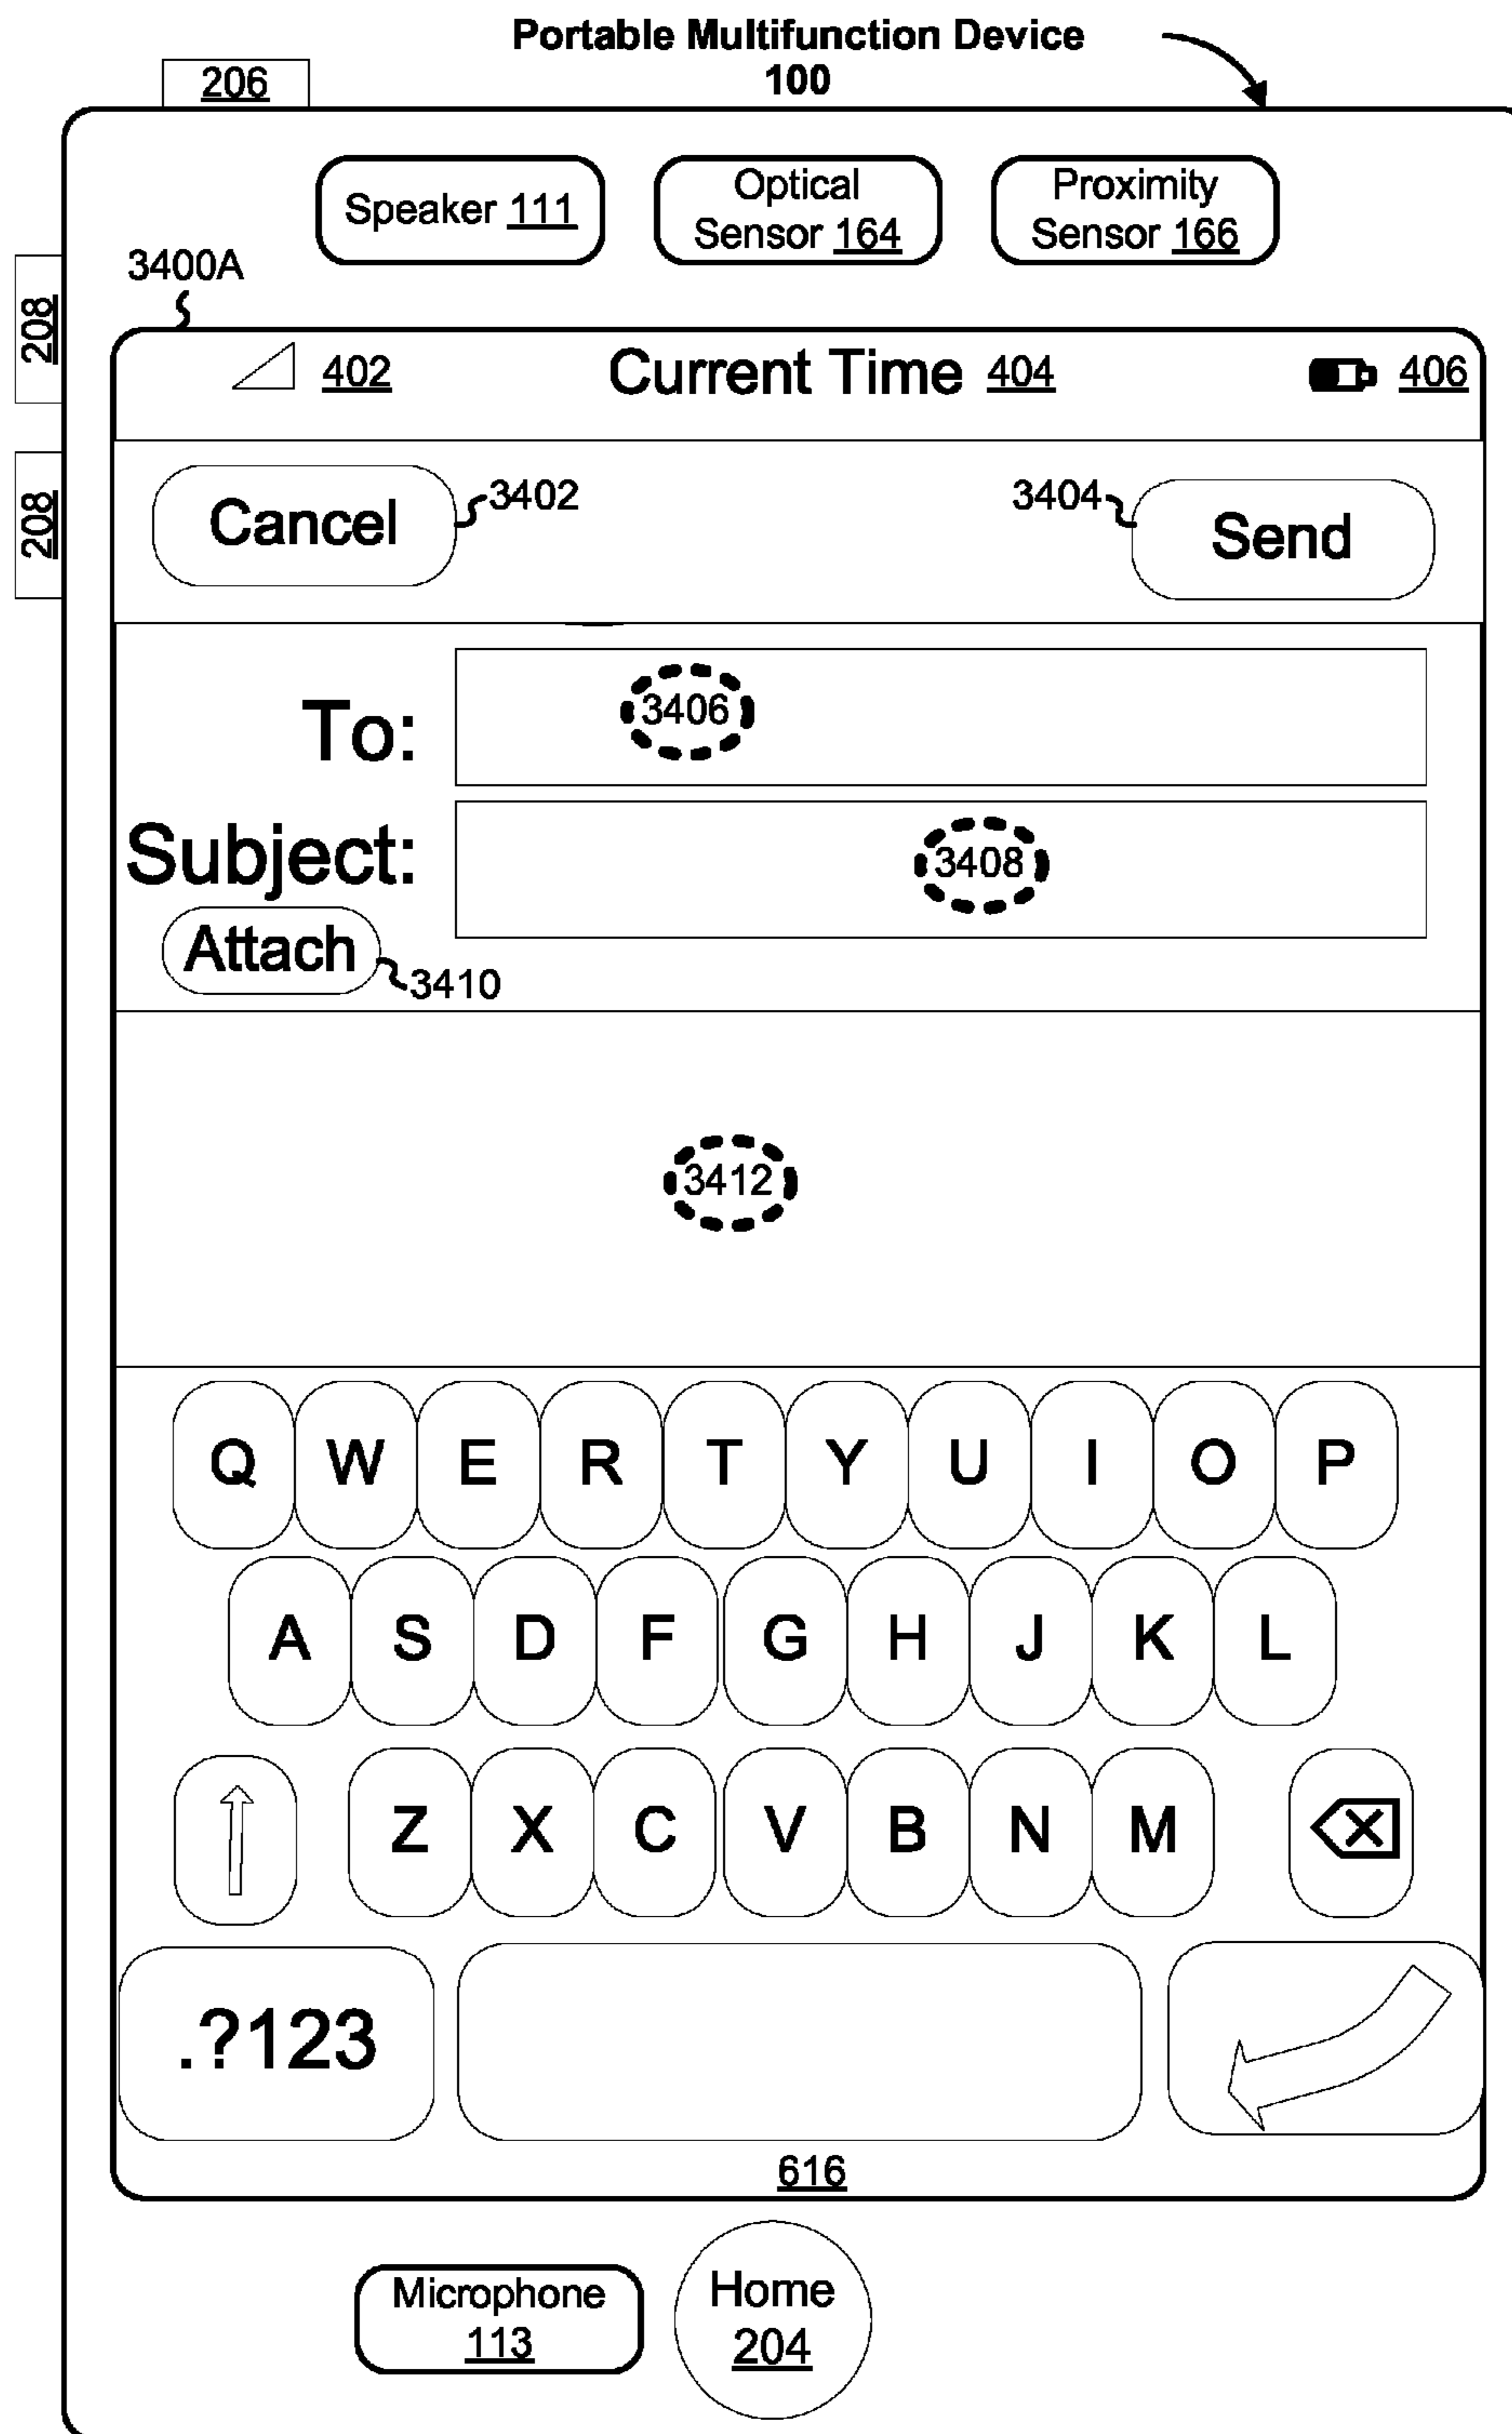 Portable Multifunction Device
100
206
Speaker 111
Optical
Sensor 164
Proximity
Sensor 166
3400A
208
402
Current Time 404
406
208
Cancel
3402
3404
Send
To:
3406
Subject:
3408
Attach
3410
3412
Q W E R T Y U I O P
A S D F G H J K L
Z X C V B N M
.?123
616
Microphone
113
Home
204